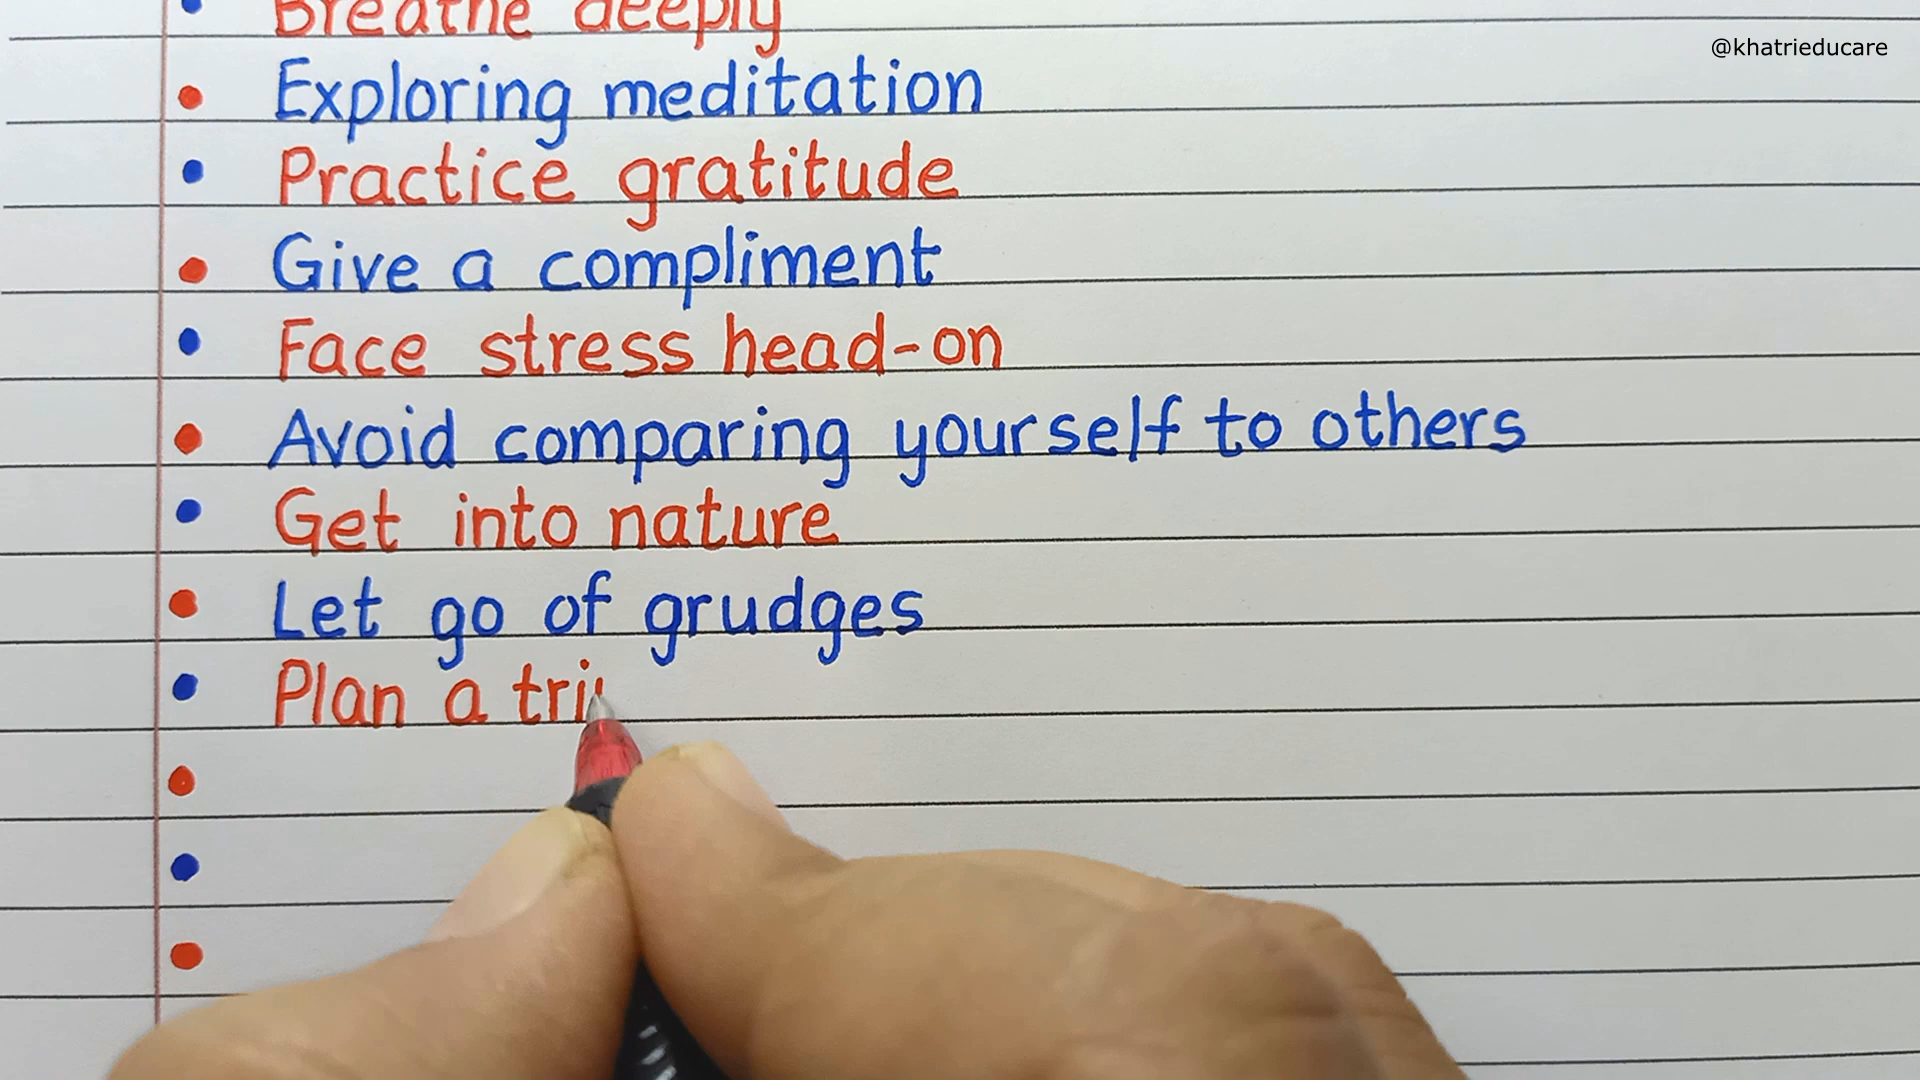 Breathe deeply
@khatrieducare
Exploring meditation
Practice gratitude
Give a compliment
Face stress head-on
Avoid comparing yourself to others
Get into nature
Let go of grudges
Plan a tri